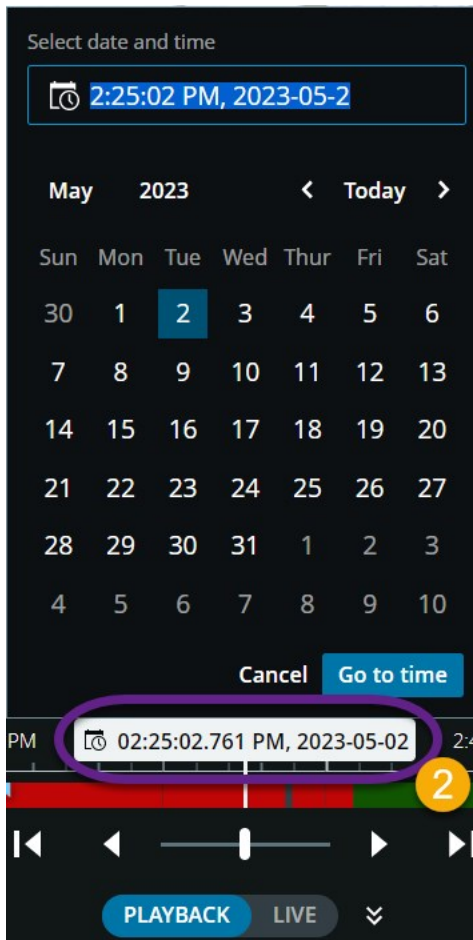 Select date and time
2:25:02 PM, 2023-05-2
May 2023 Today
Sun Mon Tue Wed Thur Fri Sat
30 1 2 3 4 5 6
7 8 9 10 11 12 13
14 15 16 17 18 19 20
21 22 23 24 25 26 27
28 29 30 31 1 2 3
4 5 6 7 8 9 10
Cancel Go to time
PM 02:25:02.761 PM, 2023-05-02
2
PLAYBACK LIVE